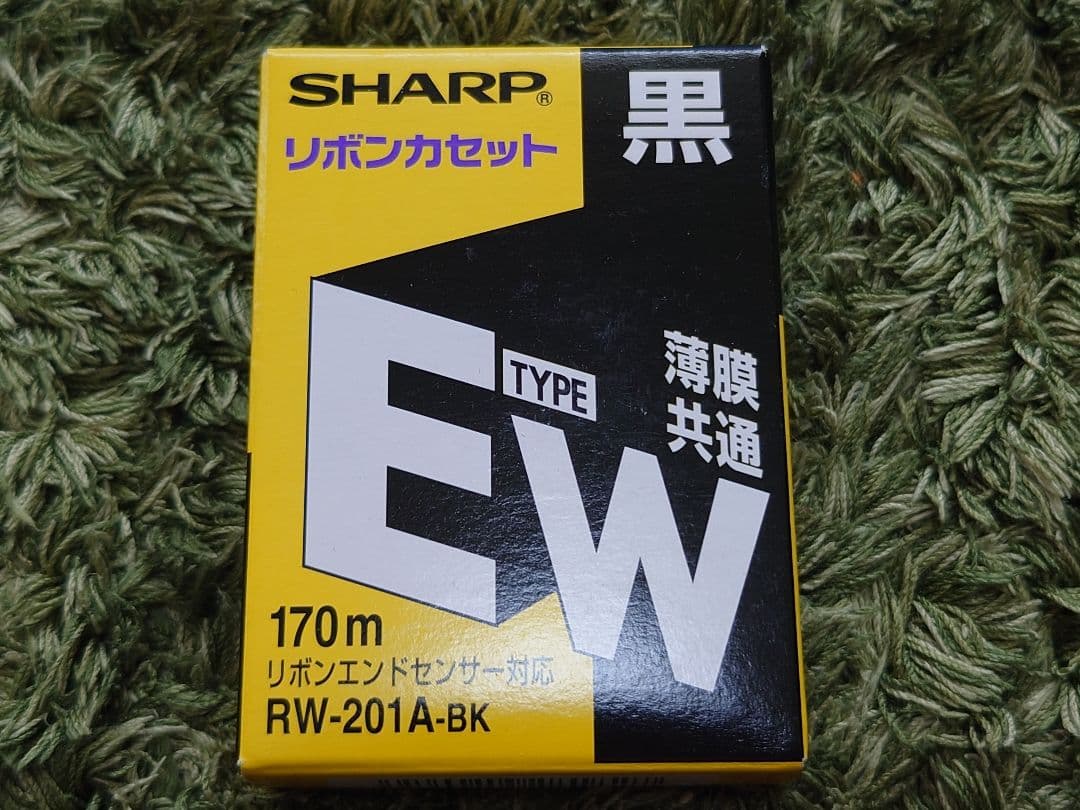 SHARP®
リボンカセット
黒
薄膜
共通
TYPE
EW
170m
リボンエンドセンサー対応
RW-201A-BK